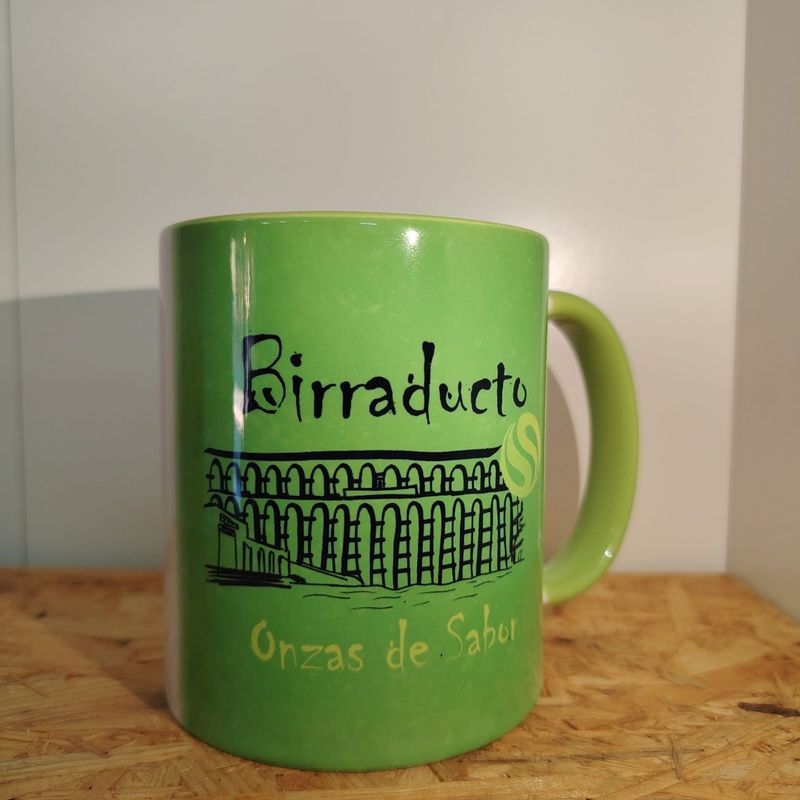 Birraducto
Onzas de Sabor